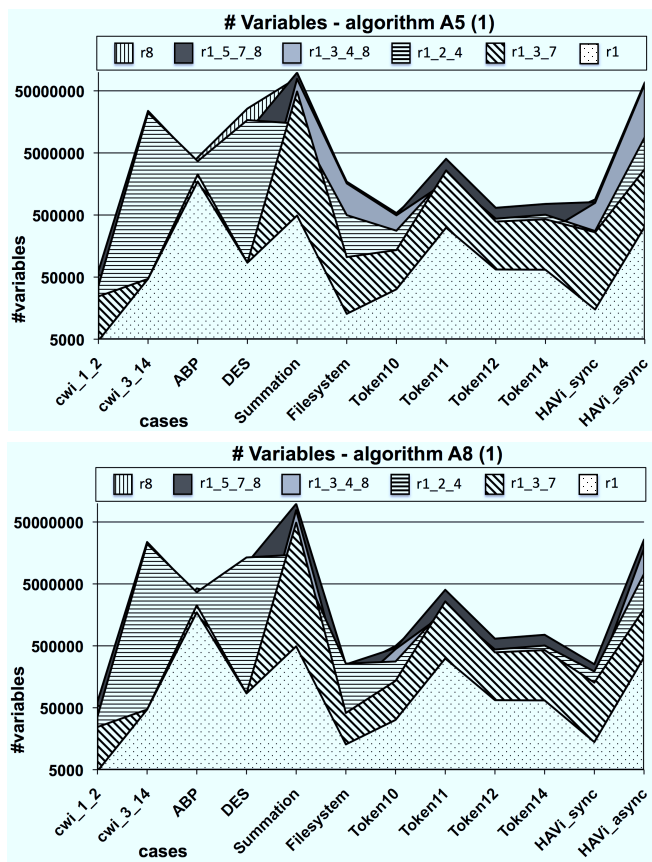 # Variables - algorithm A5 (1)
r8 r1_5_7_8 r1_3_4_8 r1_2_4 r1_3_7 r1
50000000
5000000
500000
50000
5000
#variables
cwi_1_2 cwi_3_14 ABP DES Summation Filesystem Token10 Token11 Token12 Token14 HAVi_sync HAVi_async
cases
# Variables - algorithm A8 (1)
r8 r1_5_7_8 r1_3_4_8 r1_2_4 r1_3_7 r1
50000000
5000000
500000
50000
5000
#variables
cwi_1_2 cwi_3_14 ABP DES Summation Filesystem Token10 Token11 Token12 Token14 HAVi_sync HAVi_async
cases